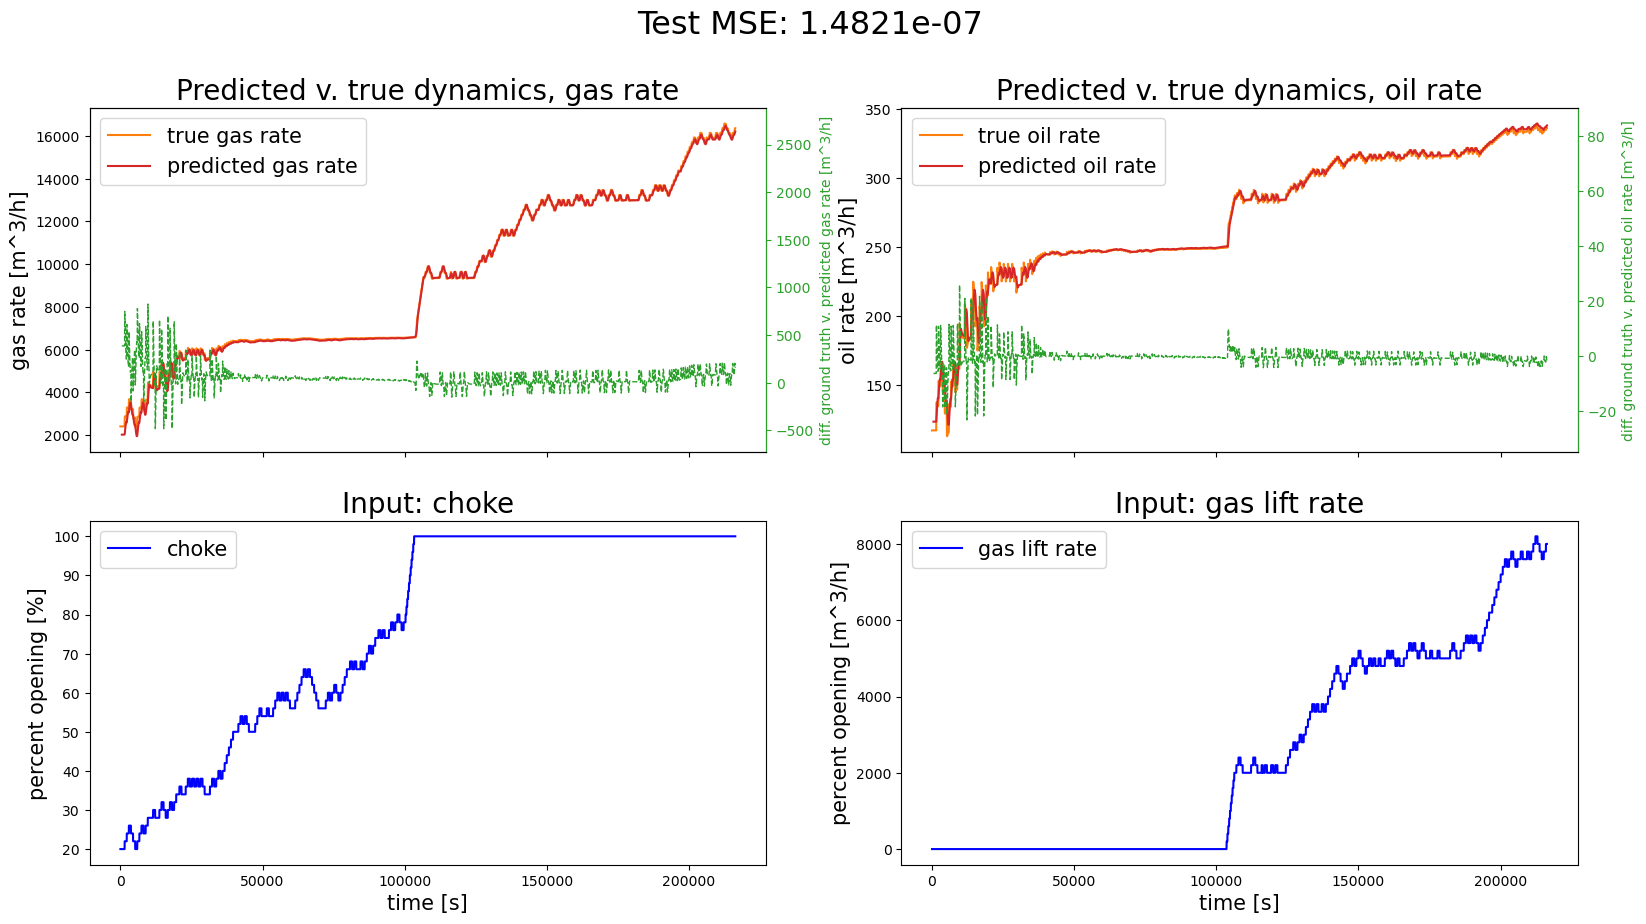 Test MSE: 1.4821e-07
Predicted v. true dynamics, gas rate
true gas rate
predicted gas rate
gas rate [m^3/h]
16000
14000
12000
10000
8000
6000
4000
2000
2500
2000
1500
1000
500
0
−500
diff. ground truth v. predicted gas rate [m^3/h]
Predicted v. true dynamics, oil rate
true oil rate
predicted oil rate
oil rate [m^3/h]
350
300
250
200
150
80
60
40
20
0
−20
diff. ground truth v. predicted oil rate [m^3/h]
Input: choke
choke
percent opening [%]
100
90
80
70
60
50
40
30
20
0
50000
100000
150000
200000
time [s]
Input: gas lift rate
gas lift rate
percent opening [m^3/h]
8000
6000
4000
2000
0
0
50000
100000
150000
200000
time [s]